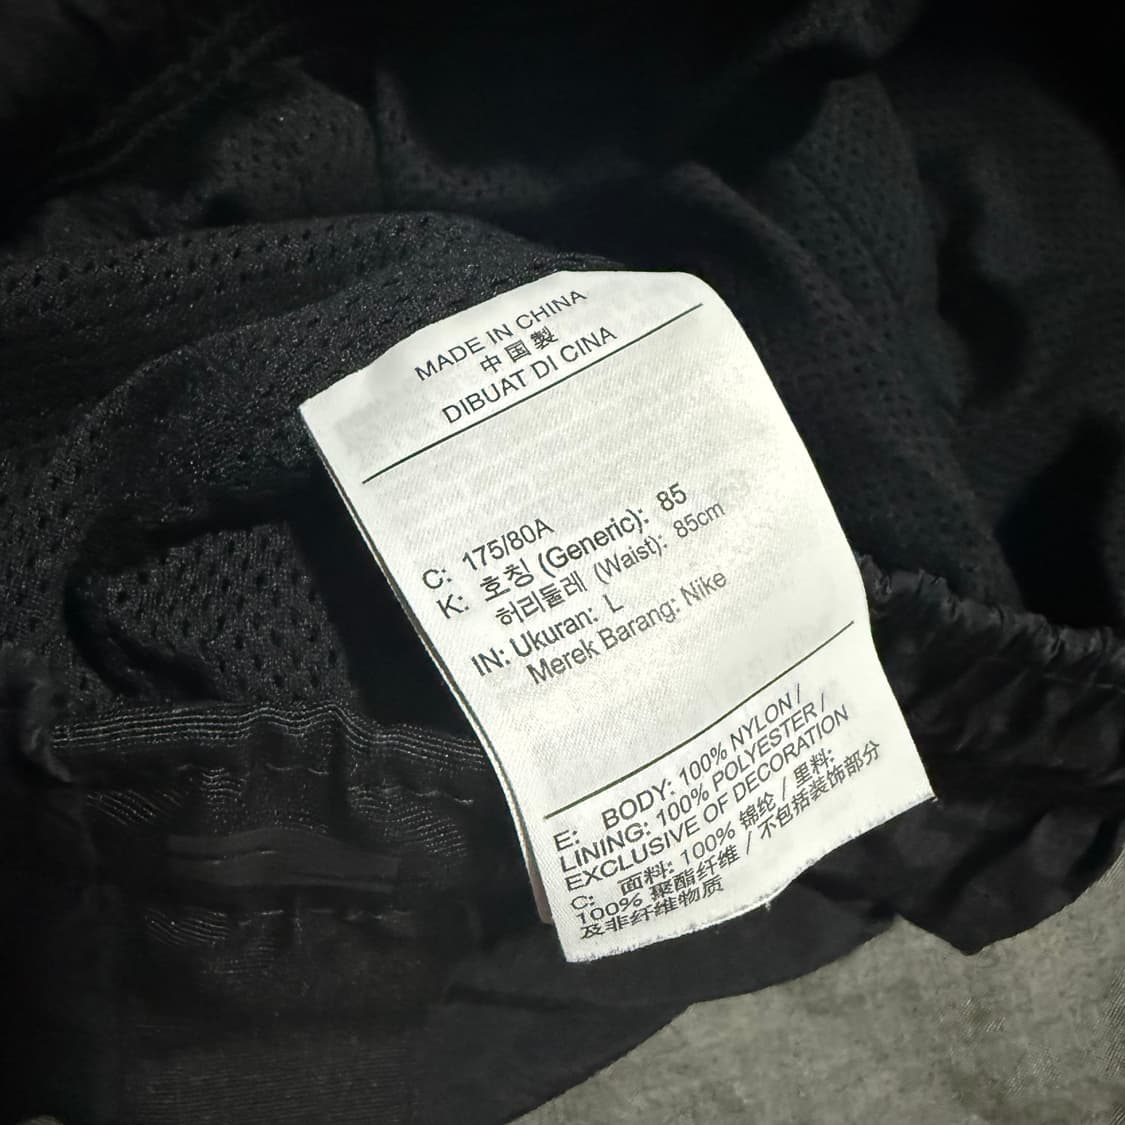 MADE IN CHINA
中国製
DIBUAT DI CINA
C: 175/80A
K: 호칭 (Generic): 85
허리둘레 (Waist): 85cm
IN: Ukuran: L
Merek Barang: Nike
E: BODY: 100% NYLON /
LINING: 100% POLYESTER /
EXCLUSIVE OF DECORATION
C: 面料: 100% 锦纶 / 里料:
100% 聚酯纤维 / 不包括装饰部分
及非纤维物质